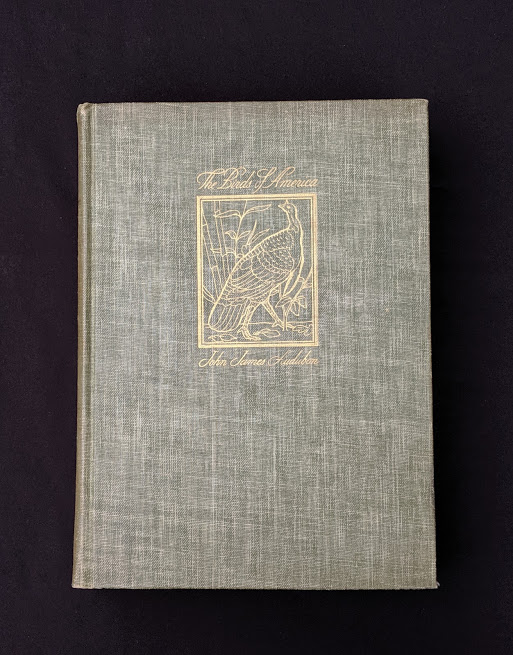 The Birds of America
John James Audubon